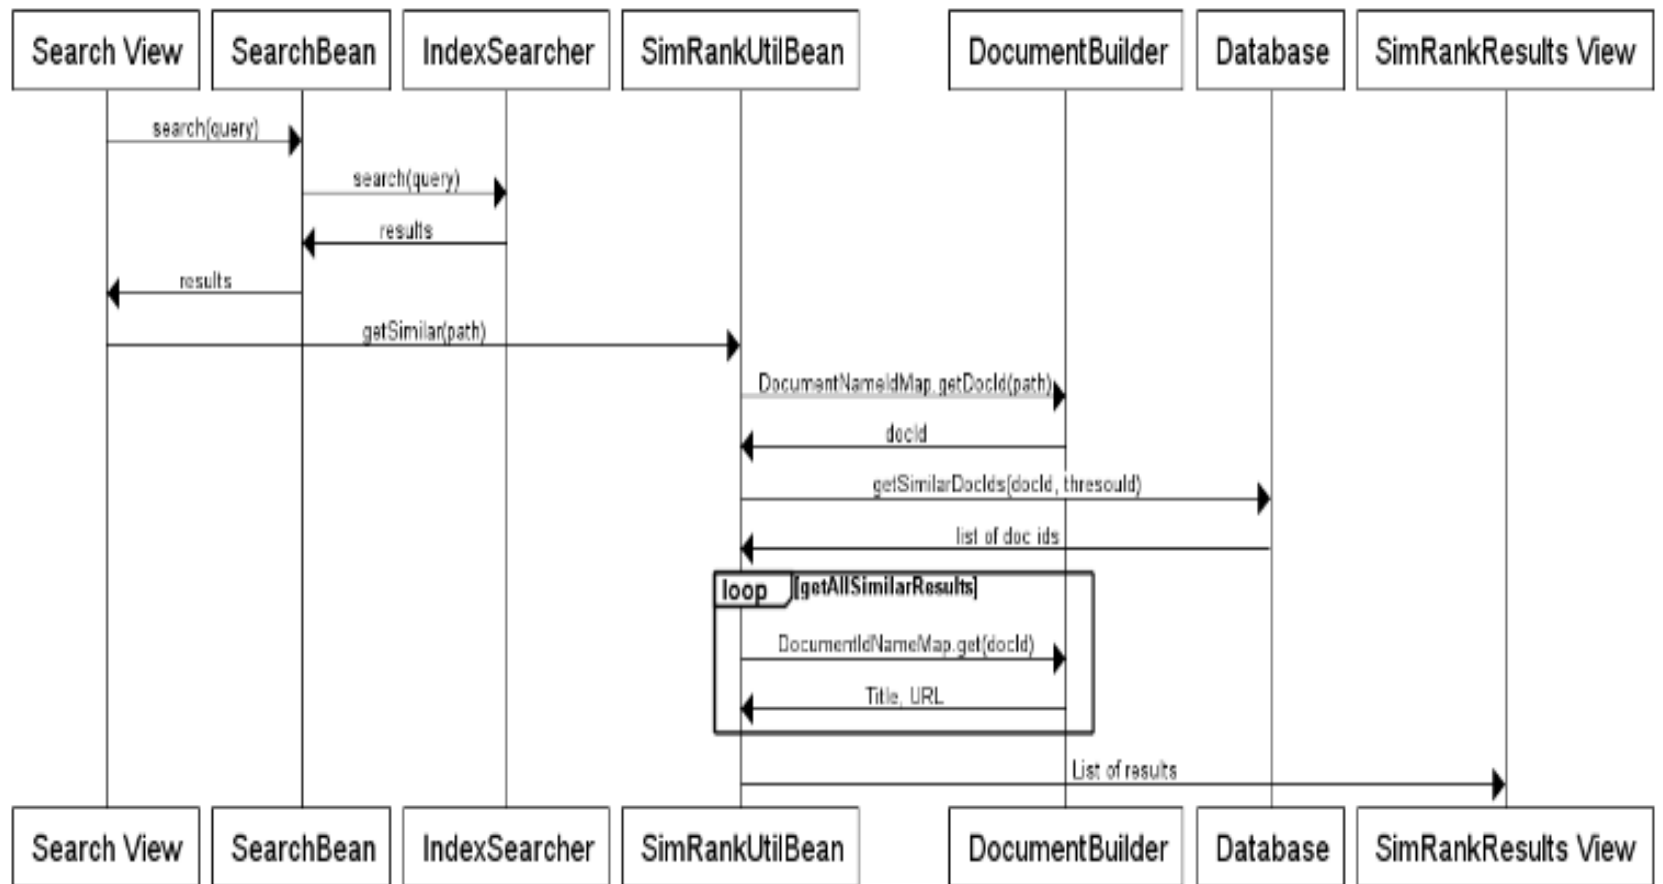 Search View
SearchBean
IndexSearcher
SimRankUtilBean
DocumentBuilder
Database
SimRankResults View
search(query)
search(query)
results
results
getSimilar(path)
DocumentNameIdMap.getDocId(path)
docId
getSimilarDocIds(docId, thresould)
list of doc ids
loop [getAllSimilarResults]
DocumentIdNameMap.get(docId)
Title, URL
List of results
Search View
SearchBean
IndexSearcher
SimRankUtilBean
DocumentBuilder
Database
SimRankResults View